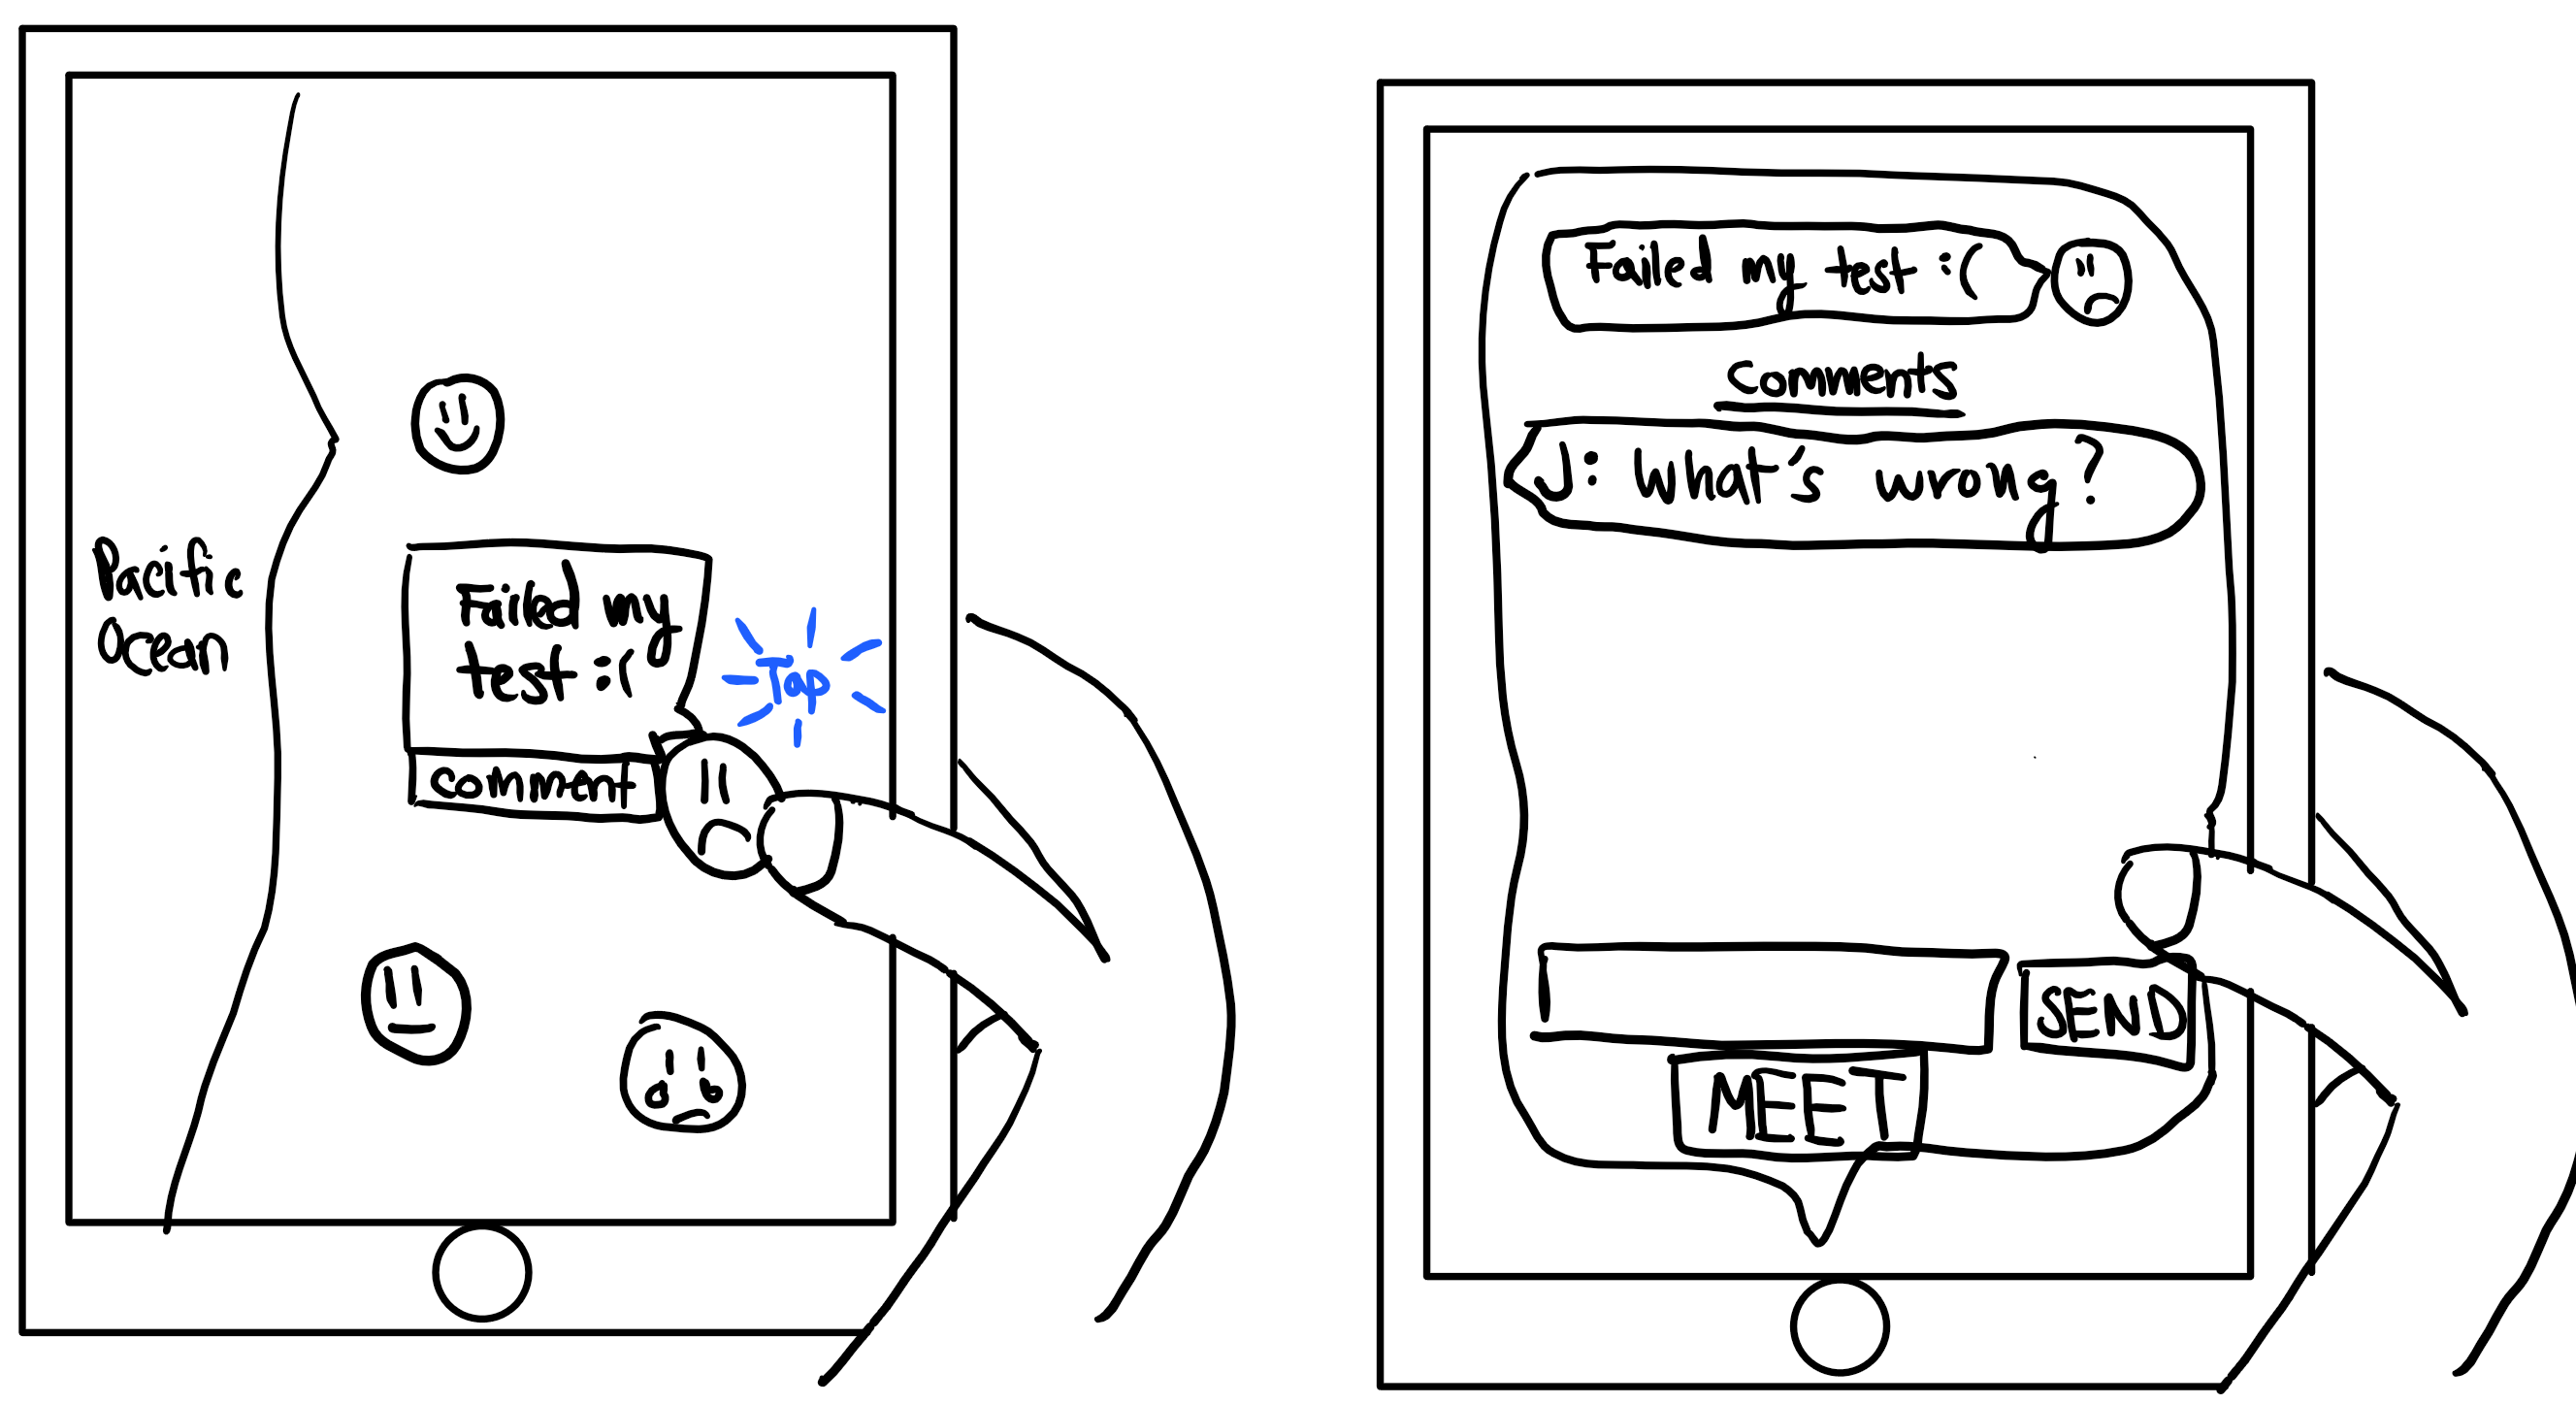 Pacific
Ocean
Failed my
test :(
comment
Tap
Failed my test :(
comments
J: What's wrong?
SEND
MEET